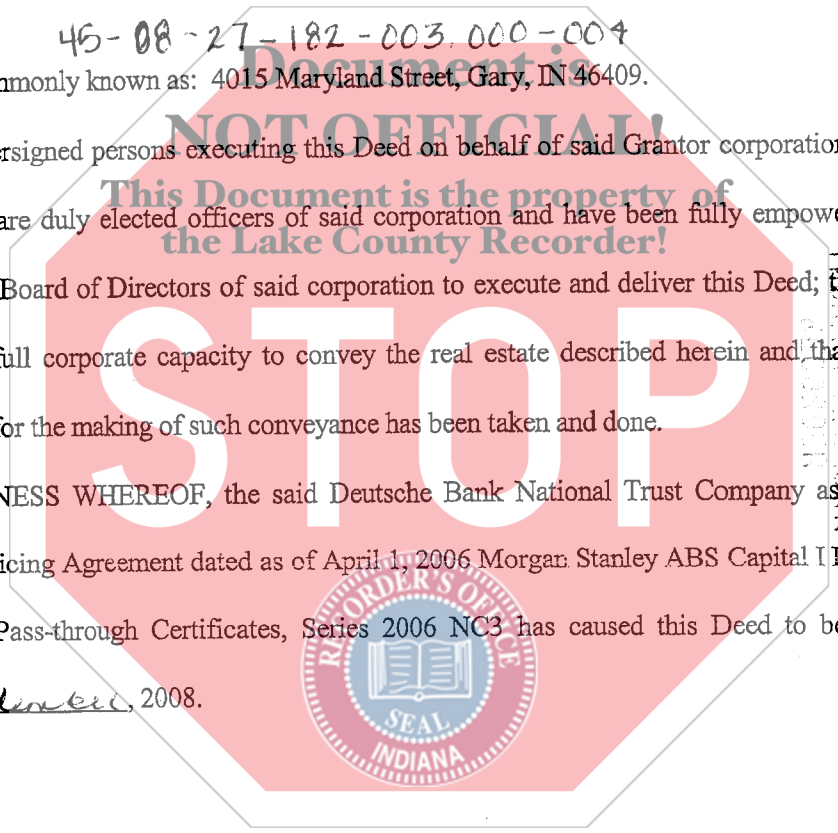 45-08-27-182-003.000-004
Document is
mmonly known as: 4015 Maryland Street, Gary, IN 46409.
NOT OFFICIAL!
rsigned persons executing this Deed on behalf of said Grantor corporation
This Document is the property of
are duly elected officers of said corporation and have been fully empowe
the Lake County Recorder!
Board of Directors of said corporation to execute and deliver this Deed;
full corporate capacity to convey the real estate described herein and tha
STOP
for the making of such conveyance has been taken and done.
NESS WHEREOF, the said Deutsche Bank National Trust Company as
icing Agreement dated as of April 1, 2006 Morgan Stanley ABS Capital I
RECORDER'S OFFICE
Pass-through Certificates, Series 2006 NC3 has caused this Deed to be
, 2008.
SEAL
INDIANA